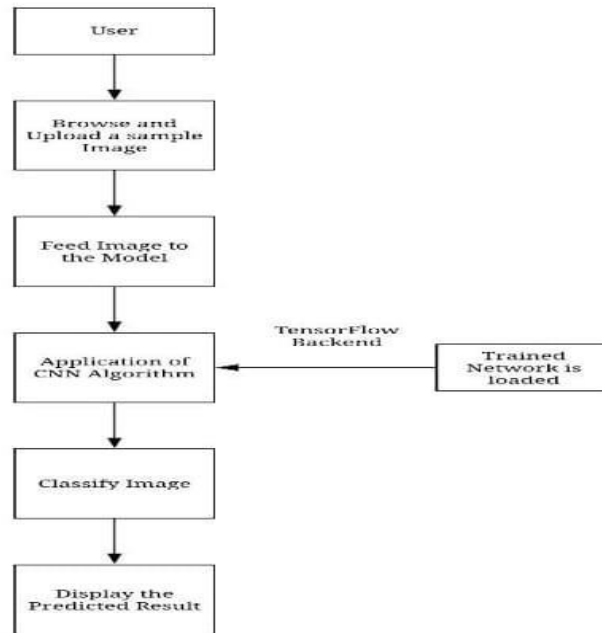 User
Browse and
Upload a sample
Image
Feed Image to
the Model
TensorFlow
Backend
Application of
CNN Algorithm
Trained
Network is
loaded
Classify Image
Display the
Predicted Result